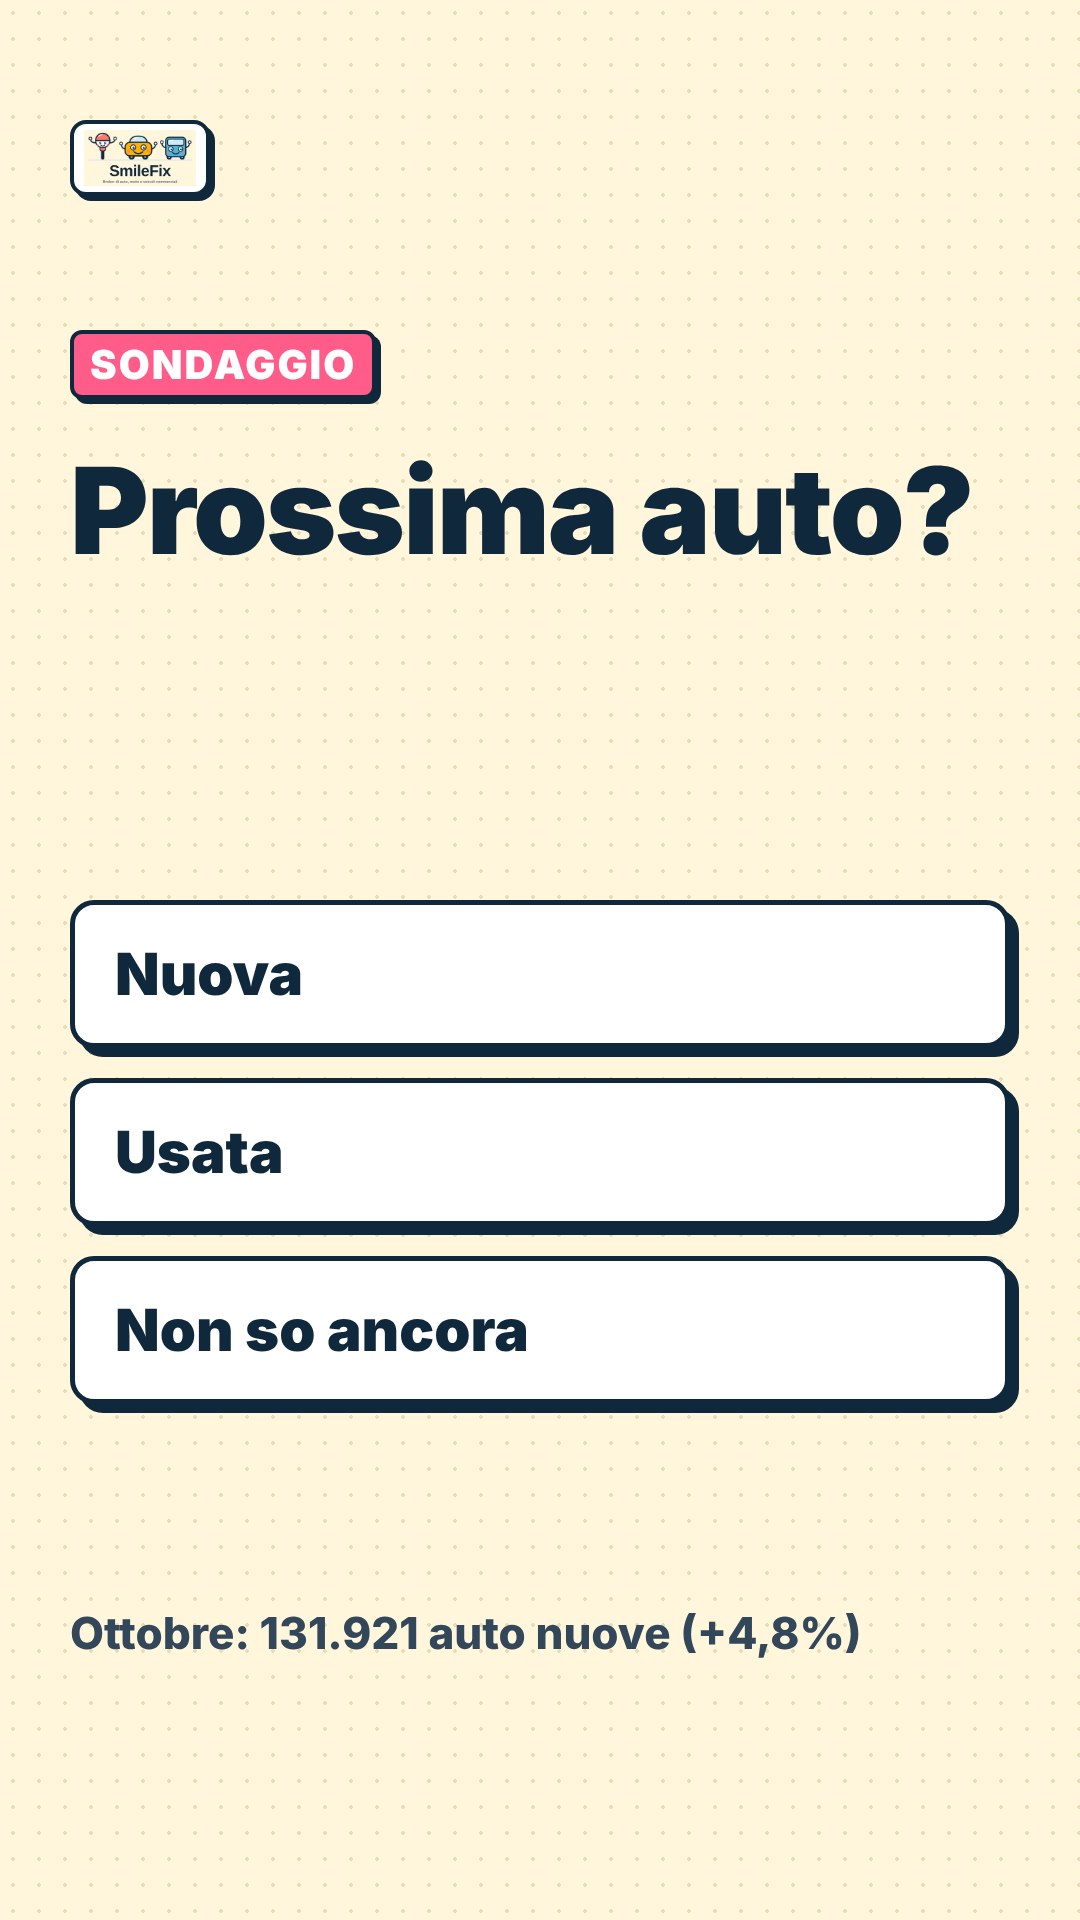 SmileFix
SONDAGGIO
Prossima auto?
Nuova
Usata
Non so ancora
Ottobre: 131.921 auto nuove (+4,8%)